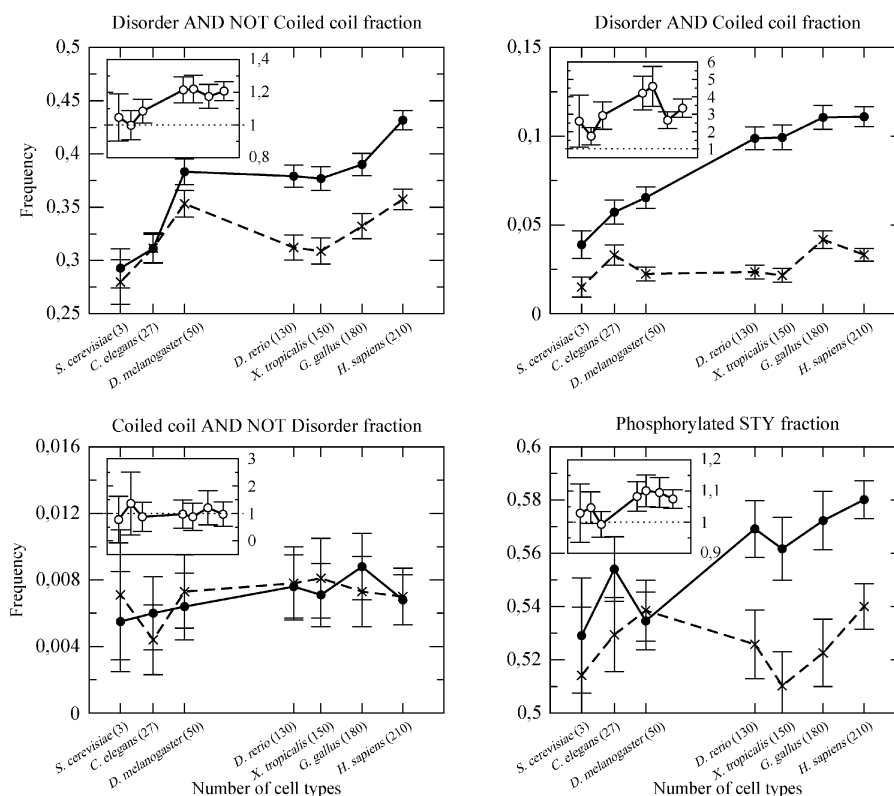 Disorder AND NOT Coiled coil fraction
0,5
0,45
0,4
0,35
0,3
0,25
Frequency
1,4
1,2
1
0,8
S. cerevisiae (3)
C. elegans (27)
D. melanogaster (50)
D. rerio (130)
X. tropicalis (150)
G. gallus (180)
H. sapiens (210)
Disorder AND Coiled coil fraction
0,15
0,1
0,05
0
6
5
4
3
2
1
S. cerevisiae (3)
C. elegans (27)
D. melanogaster (50)
D. rerio (130)
X. tropicalis (150)
G. gallus (180)
H. sapiens (210)
Coiled coil AND NOT Disorder fraction
0,016
0,012
0,008
0,004
0
Frequency
3
2
1
0
S. cerevisiae (3)
C. elegans (27)
D. melanogaster (50)
D. rerio (130)
X. tropicalis (150)
G. gallus (180)
H. sapiens (210)
Number of cell types
Phosphorylated STY fraction
0,6
0,58
0,56
0,54
0,52
0,5
1,2
1,1
1
0,9
S. cerevisiae (3)
C. elegans (27)
D. melanogaster (50)
D. rerio (130)
X. tropicalis (150)
G. gallus (180)
H. sapiens (210)
Number of cell types